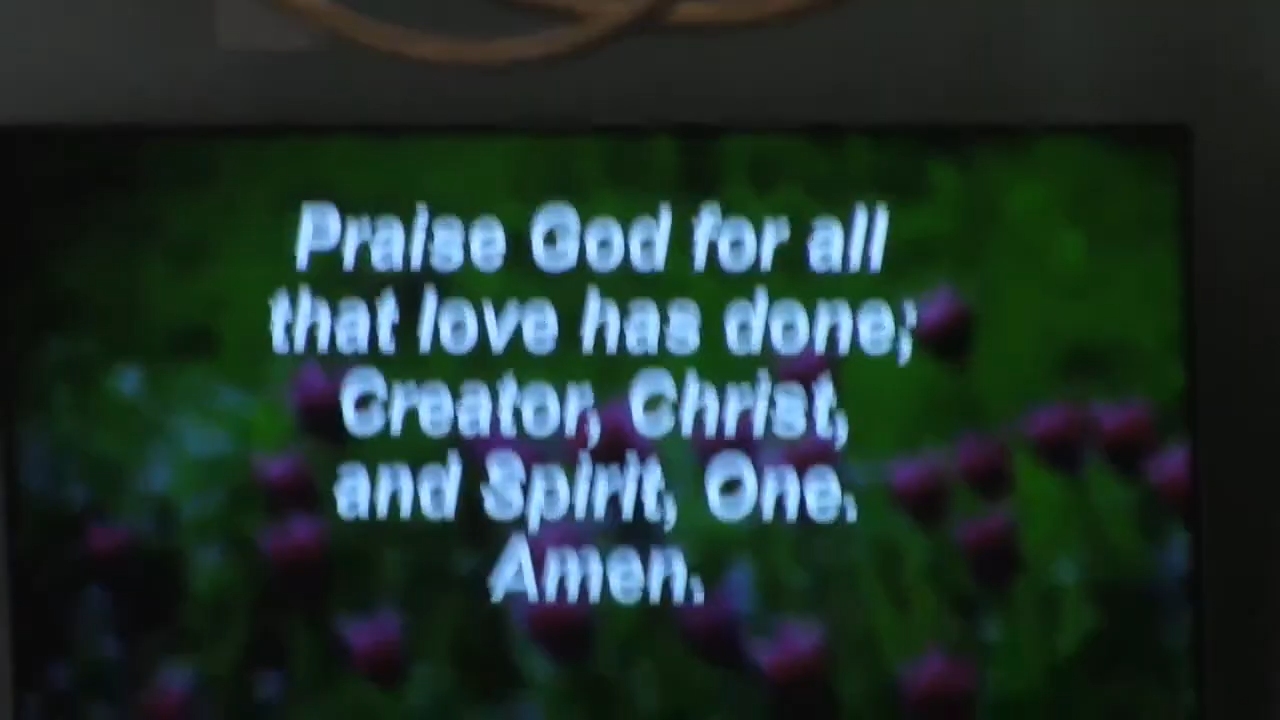 Praise God for all
that love has done;
Creator, Christ,
and Spirit, One.
Amen.